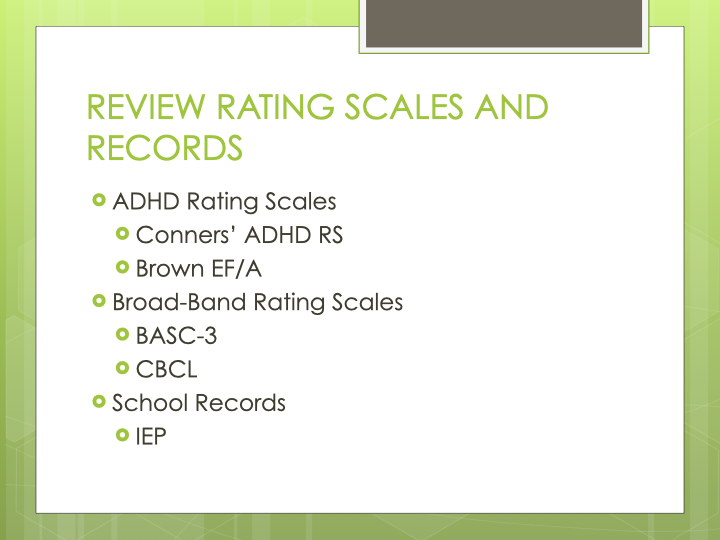 REVIEW RATING SCALES AND
RECORDS
ADHD Rating Scales
Conners’ ADHD RS
Brown EF/A
Broad-Band Rating Scales
BASC-3
CBCL
School Records
IEP